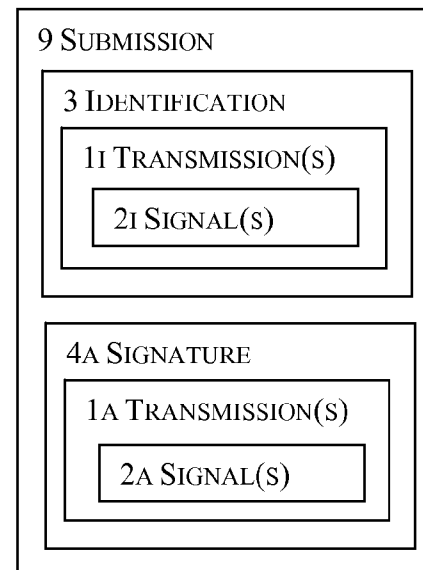 9 SUBMISSION
3 IDENTIFICATION
1I TRANSMISSION(S)
2I SIGNAL(S)
4A SIGNATURE
1A TRANSMISSION(S)
2A SIGNAL(S)